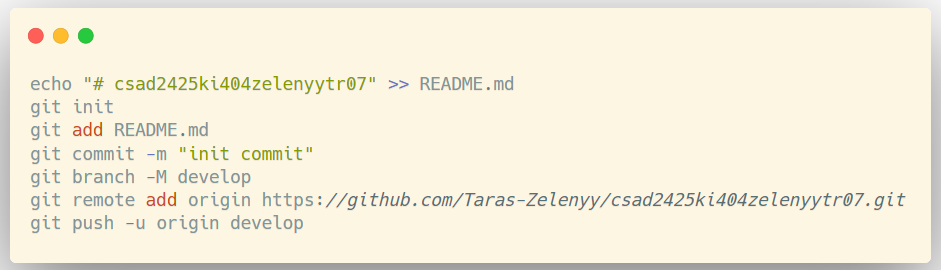 echo "# csad2425ki404zelenyytr07" >> README.md
git init
git add README.md
git commit -m "init commit"
git branch -M develop
git remote add origin https://github.com/Taras-Zelenyy/csad2425ki404zelenyytr07.git
git push -u origin develop